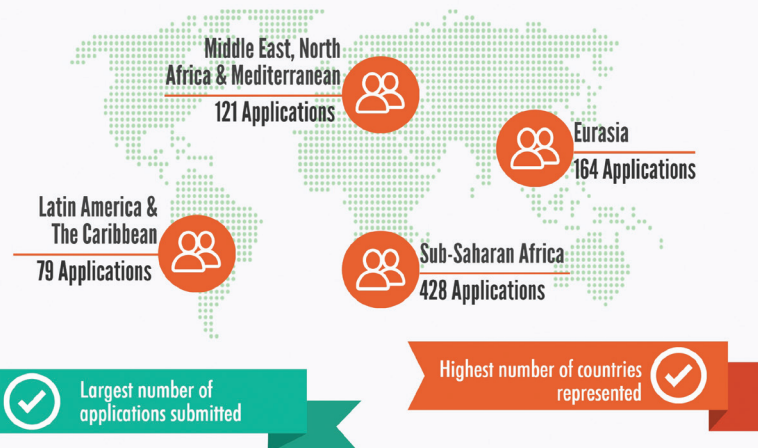 Middle East, North
Africa & Mediterranean
121 Applications
Eurasia
164 Applications
Latin America &
The Caribbean
79 Applications
Sub-Saharan Africa
428 Applications
Largest number of
applications submitted
Highest number of countries
represented